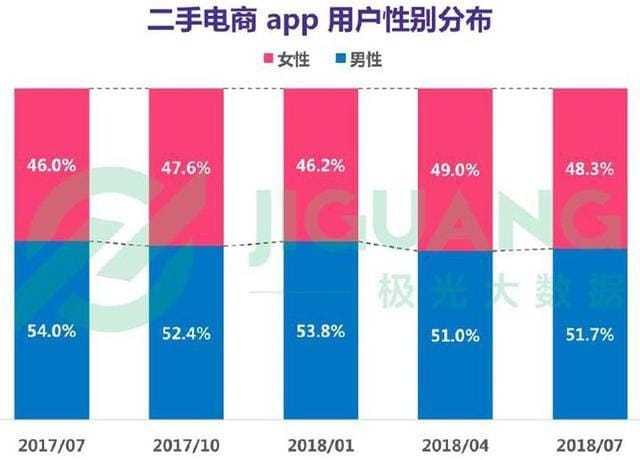 二手电商 app 用户性别分布
女性 男性
46.0% 47.6% 46.2% 49.0% 48.3%
JIGUANG
极光大数据
54.0% 52.4% 53.8% 51.0% 51.7%
2017/07 2017/10 2018/01 2018/04 2018/07